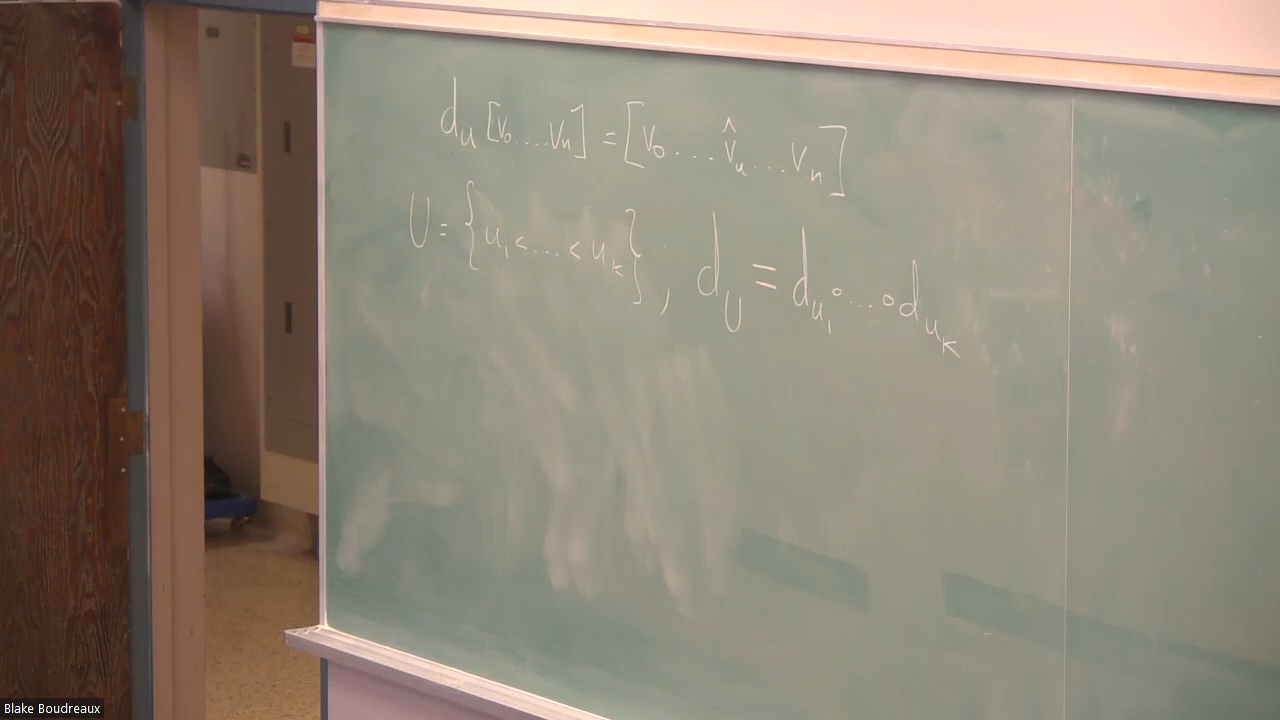 d_u [v_0 .... v_n] = [v_0 .... v̂_u ... v_n]
U = {u_1 < ... < u_k}, d_U = d_{u_1} ∘ ... ∘ d_{u_k}
Blake Boudreaux